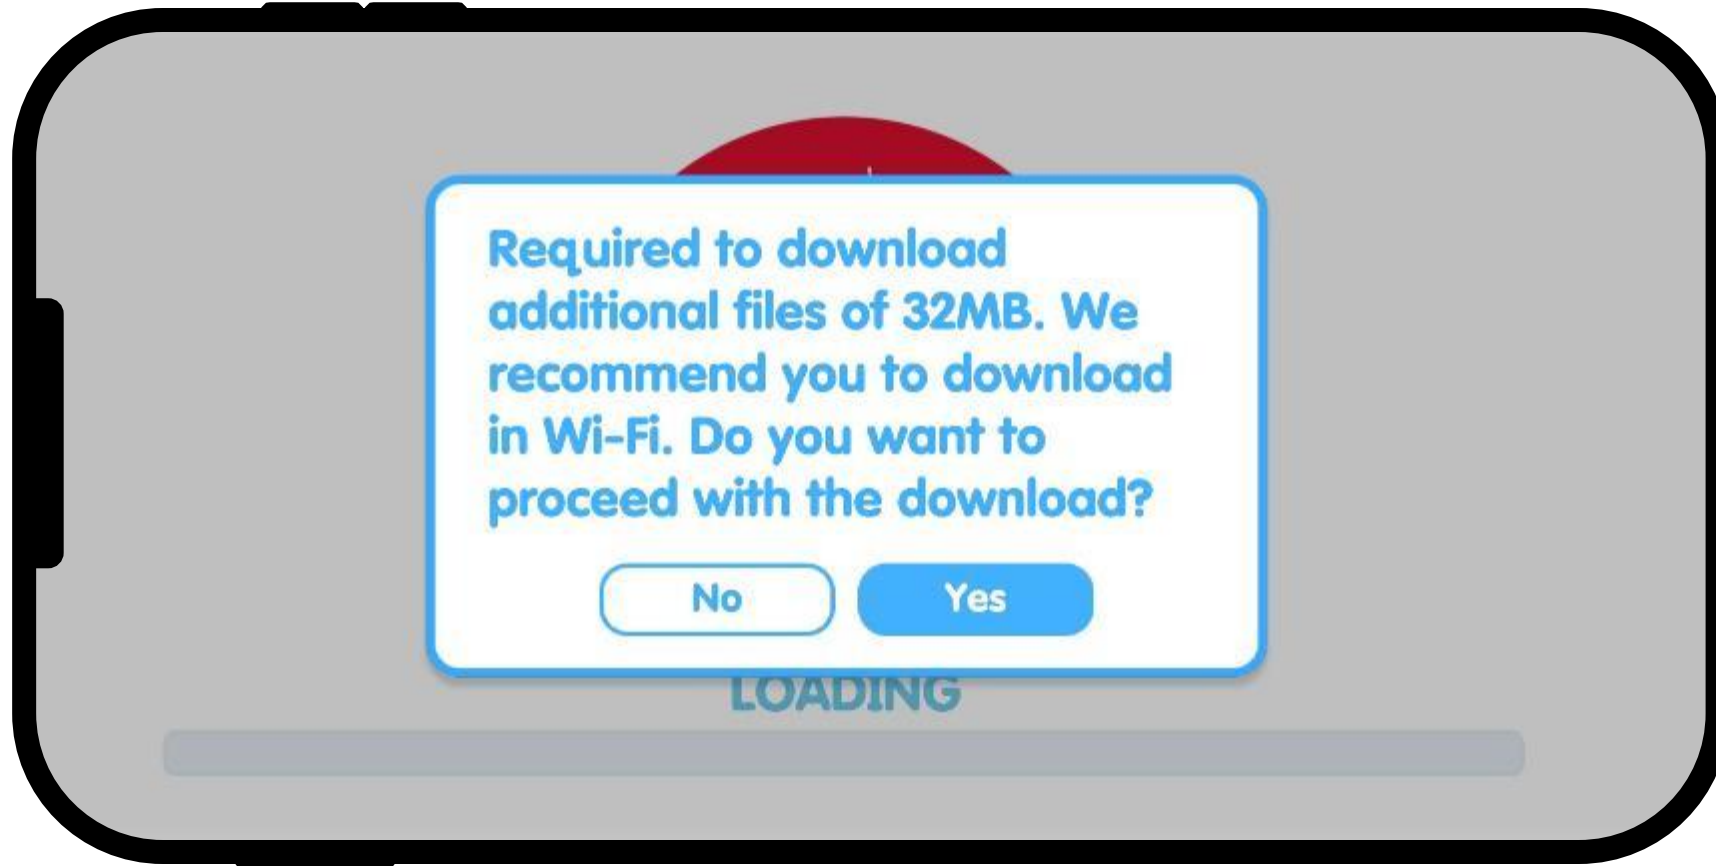 Required to download
additional files of 32MB. We
recommend you to download
in Wi-Fi. Do you want to
proceed with the download?
No
Yes
LOADING